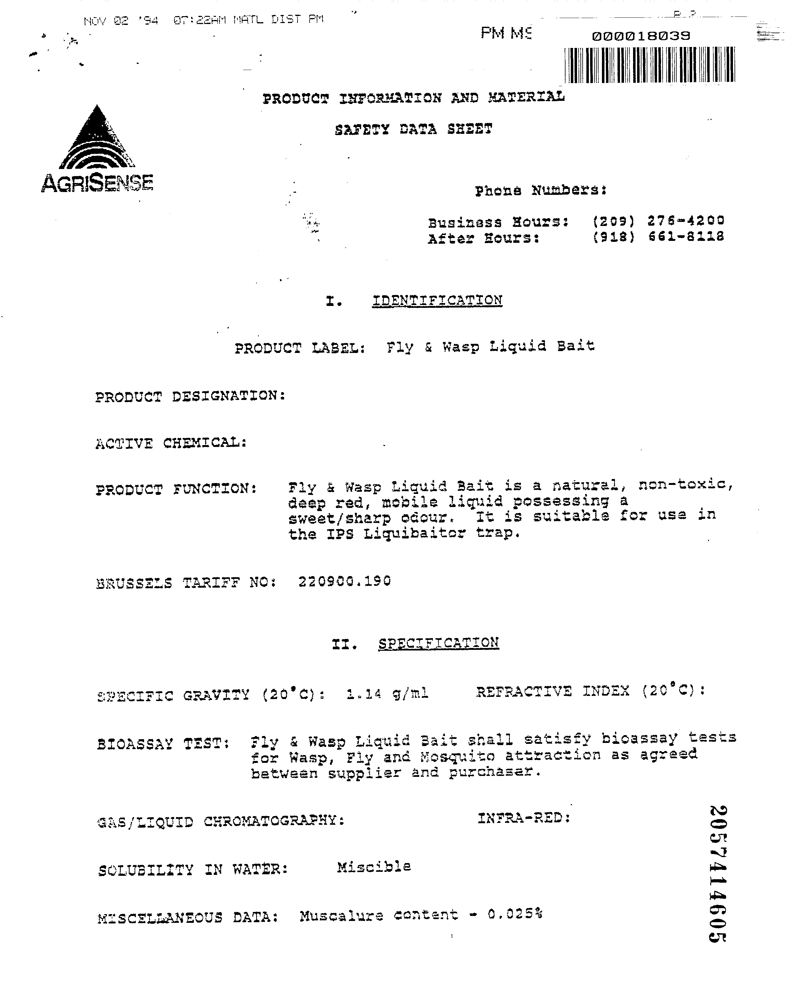 NOV 02 '94 07:22AM MATL DIST PM
P.2
PM MS
000018039
PRODUCT INFORMATION AND MATERIAL
SAFETY DATA SHEET
AGRISENSE
Phone Numbers:
Business Hours: (209) 276-4200
After Hours: (918) 661-8118
I. IDENTIFICATION
PRODUCT LABEL: Fly & Wasp Liquid Bait
PRODUCT DESIGNATION:
ACTIVE CHEMICAL:
PRODUCT FUNCTION: Fly & Wasp Liquid Bait is a natural, non-toxic,
deep red, mobile liquid possessing a
sweet/sharp odour. It is suitable for use in
the IPS Liquibaitor trap.
BRUSSELS TARIFF NO: 220900.190
II. SPECIFICATION
SPECIFIC GRAVITY (20°C): 1.14 g/ml REFRACTIVE INDEX (20°C):
BIOASSAY TEST: Fly & Wasp Liquid Bait shall satisfy bioassay tests
for Wasp, Fly and Mosquito attraction as agreed
between supplier and purchaser.
GAS/LIQUID CHROMATOGRAPHY: INFRA-RED:
SOLUBILITY IN WATER: Miscible
MISCELLANEOUS DATA: Muscalure content - 0.025%
2057414605